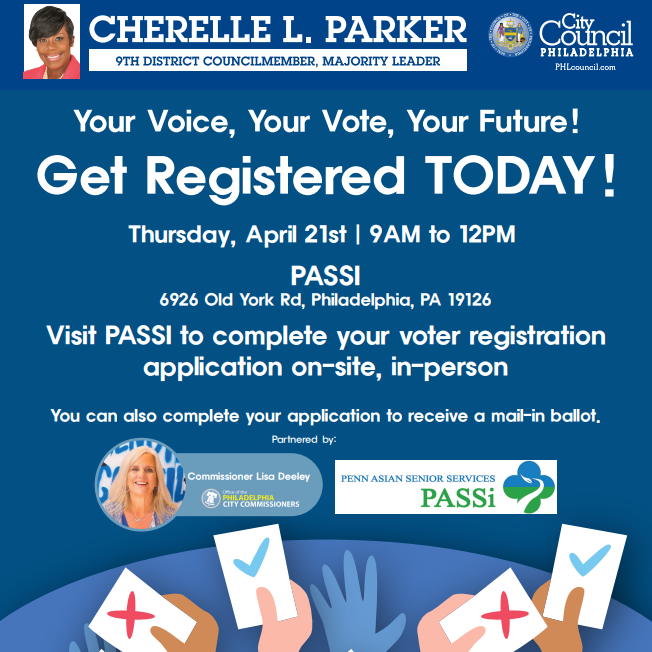 CHERELLE L. PARKER
9TH DISTRICT COUNCILMEMBER, MAJORITY LEADER
City
Council
PHILADELPHIA
PHLcouncil.com
Your Voice, Your Vote, Your Future!
Get Registered TODAY!
Thursday, April 21st | 9AM to 12PM
PASSI
6926 Old York Rd, Philadelphia, PA 19126
Visit PASSI to complete your voter registration
application on-site, in-person
You can also complete your application to receive a mail-in ballot.
Partnered by:
Commissioner Lisa Deeley
Office of the
PHILADELPHIA
CITY COMMISSIONERS
PENN ASIAN SENIOR SERVICES
PASSi